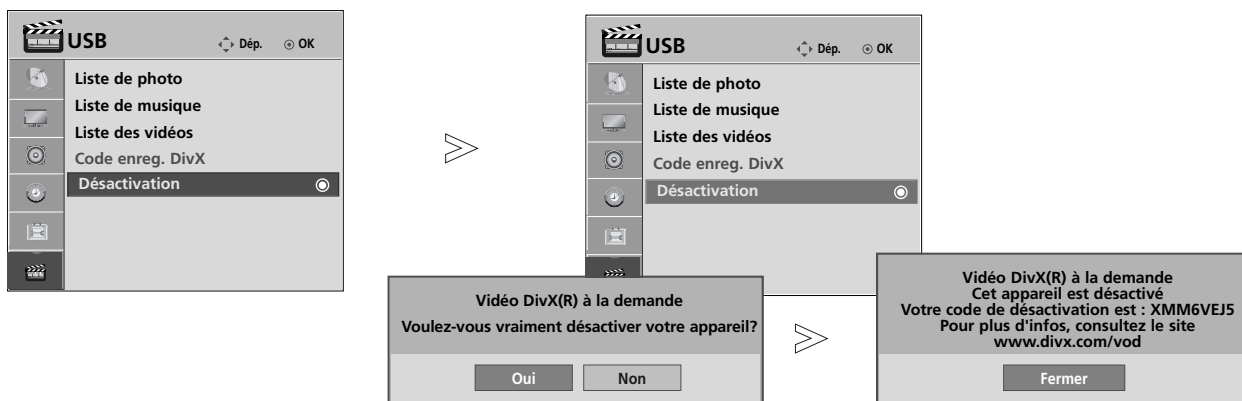 USB Dép. OK
Liste de photo
Liste de musique
Liste des vidéos
Code enreg. DivX
Désactivation
USB Dép. OK
Liste de photo
Liste de musique
Liste des vidéos
Code enreg. DivX
Désactivation
Vidéo DivX(R) à la demande
Voulez-vous vraiment désactiver votre appareil?
Oui Non
Vidéo DivX(R) à la demande
Cet appareil est désactivé
Votre code de désactivation est : XMM6VEJ5
Pour plus d'infos, consultez le site
www.divx.com/vod
Fermer